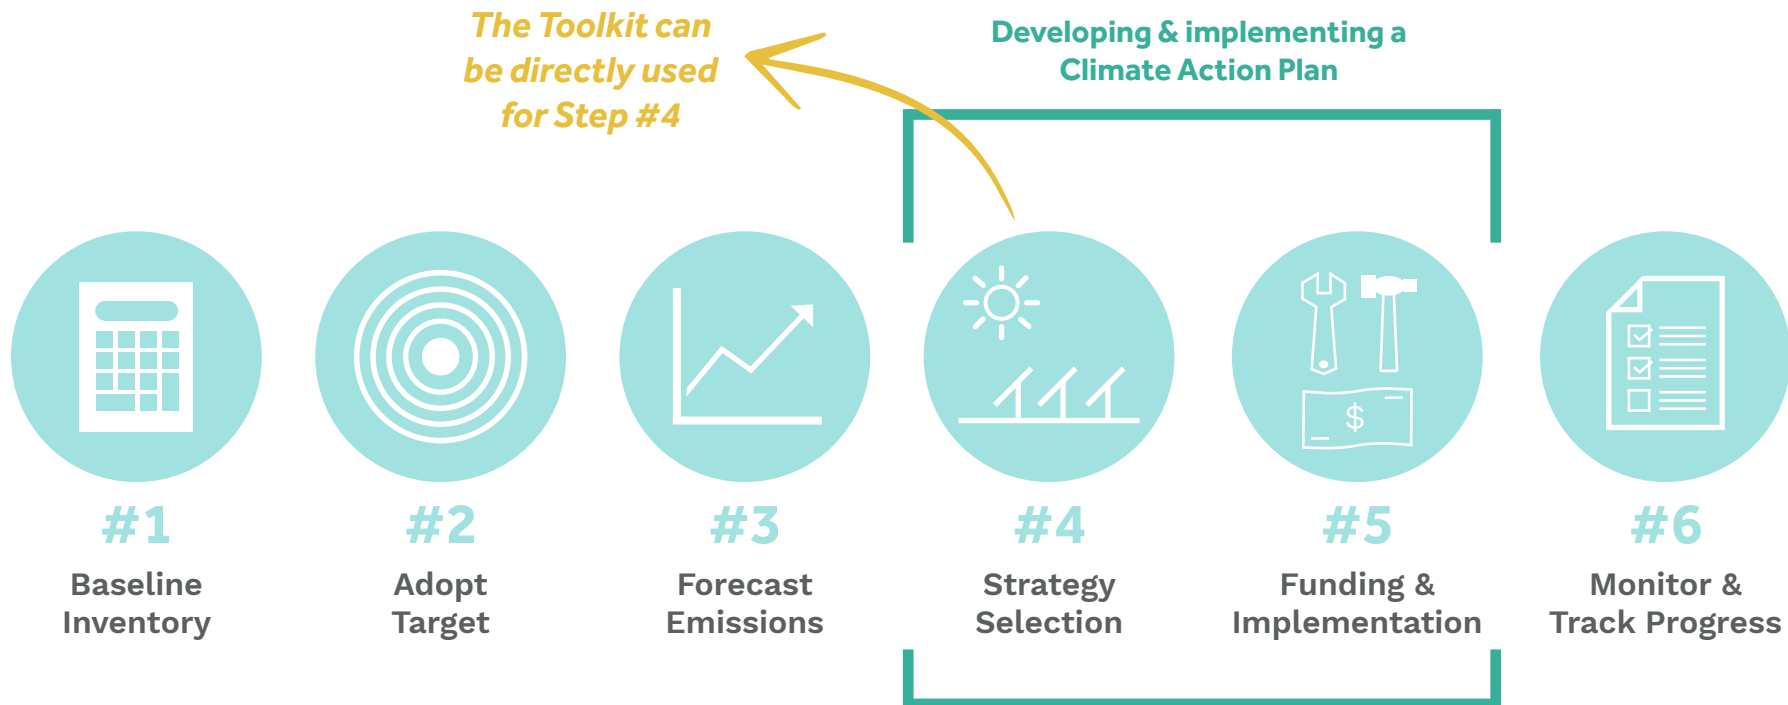 The Toolkit can
be directly used
for Step #4
Developing & implementing a
Climate Action Plan
$
#1
Baseline
Inventory
#2
Adopt
Target
#3
Forecast
Emissions
#4
Strategy
Selection
#5
Funding &
Implementation
#6
Monitor &
Track Progress